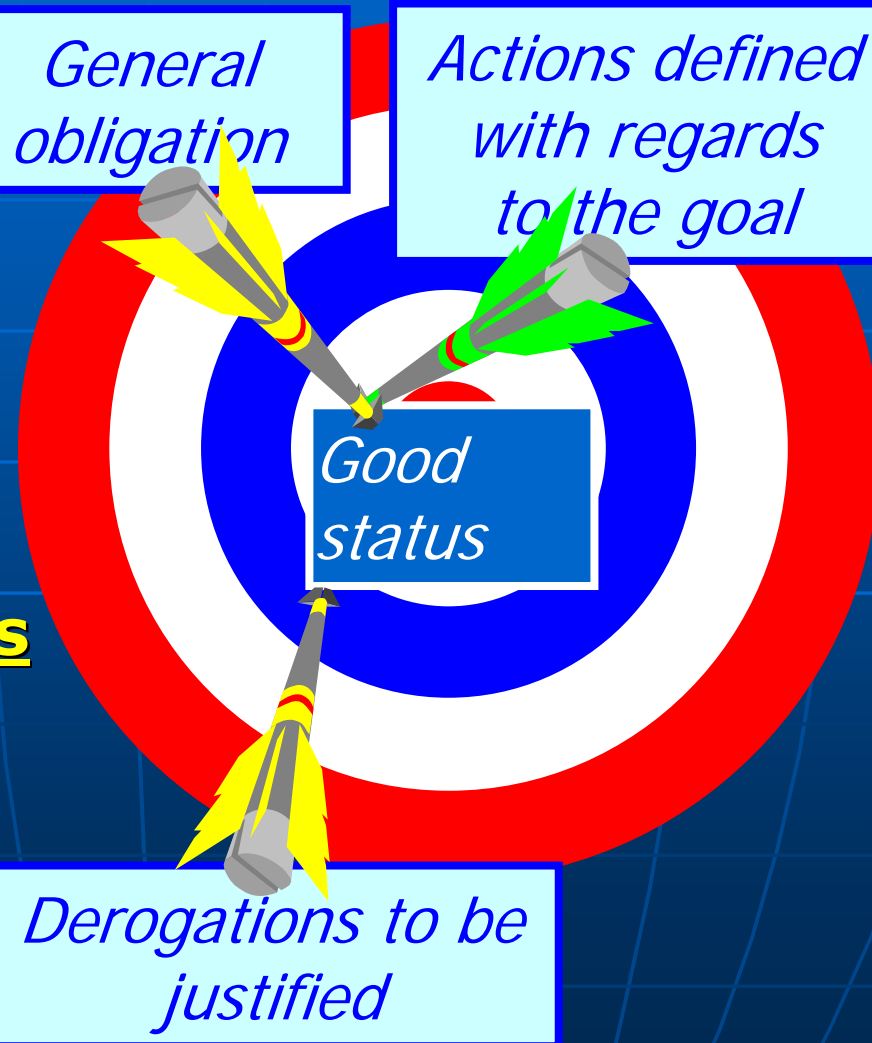 General
obligation
Actions defined
with regards
to the goal
Good
status
s
Derogations to be
justified